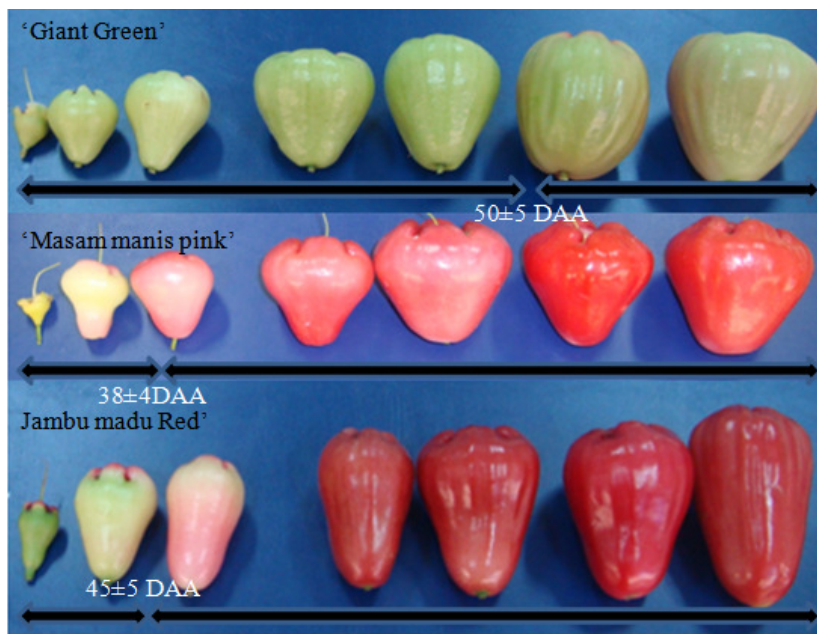 ‘Giant Green’
50±5 DAA
‘Masam manis pink’
38±4DAA
Jambu madu Red’
45±5 DAA